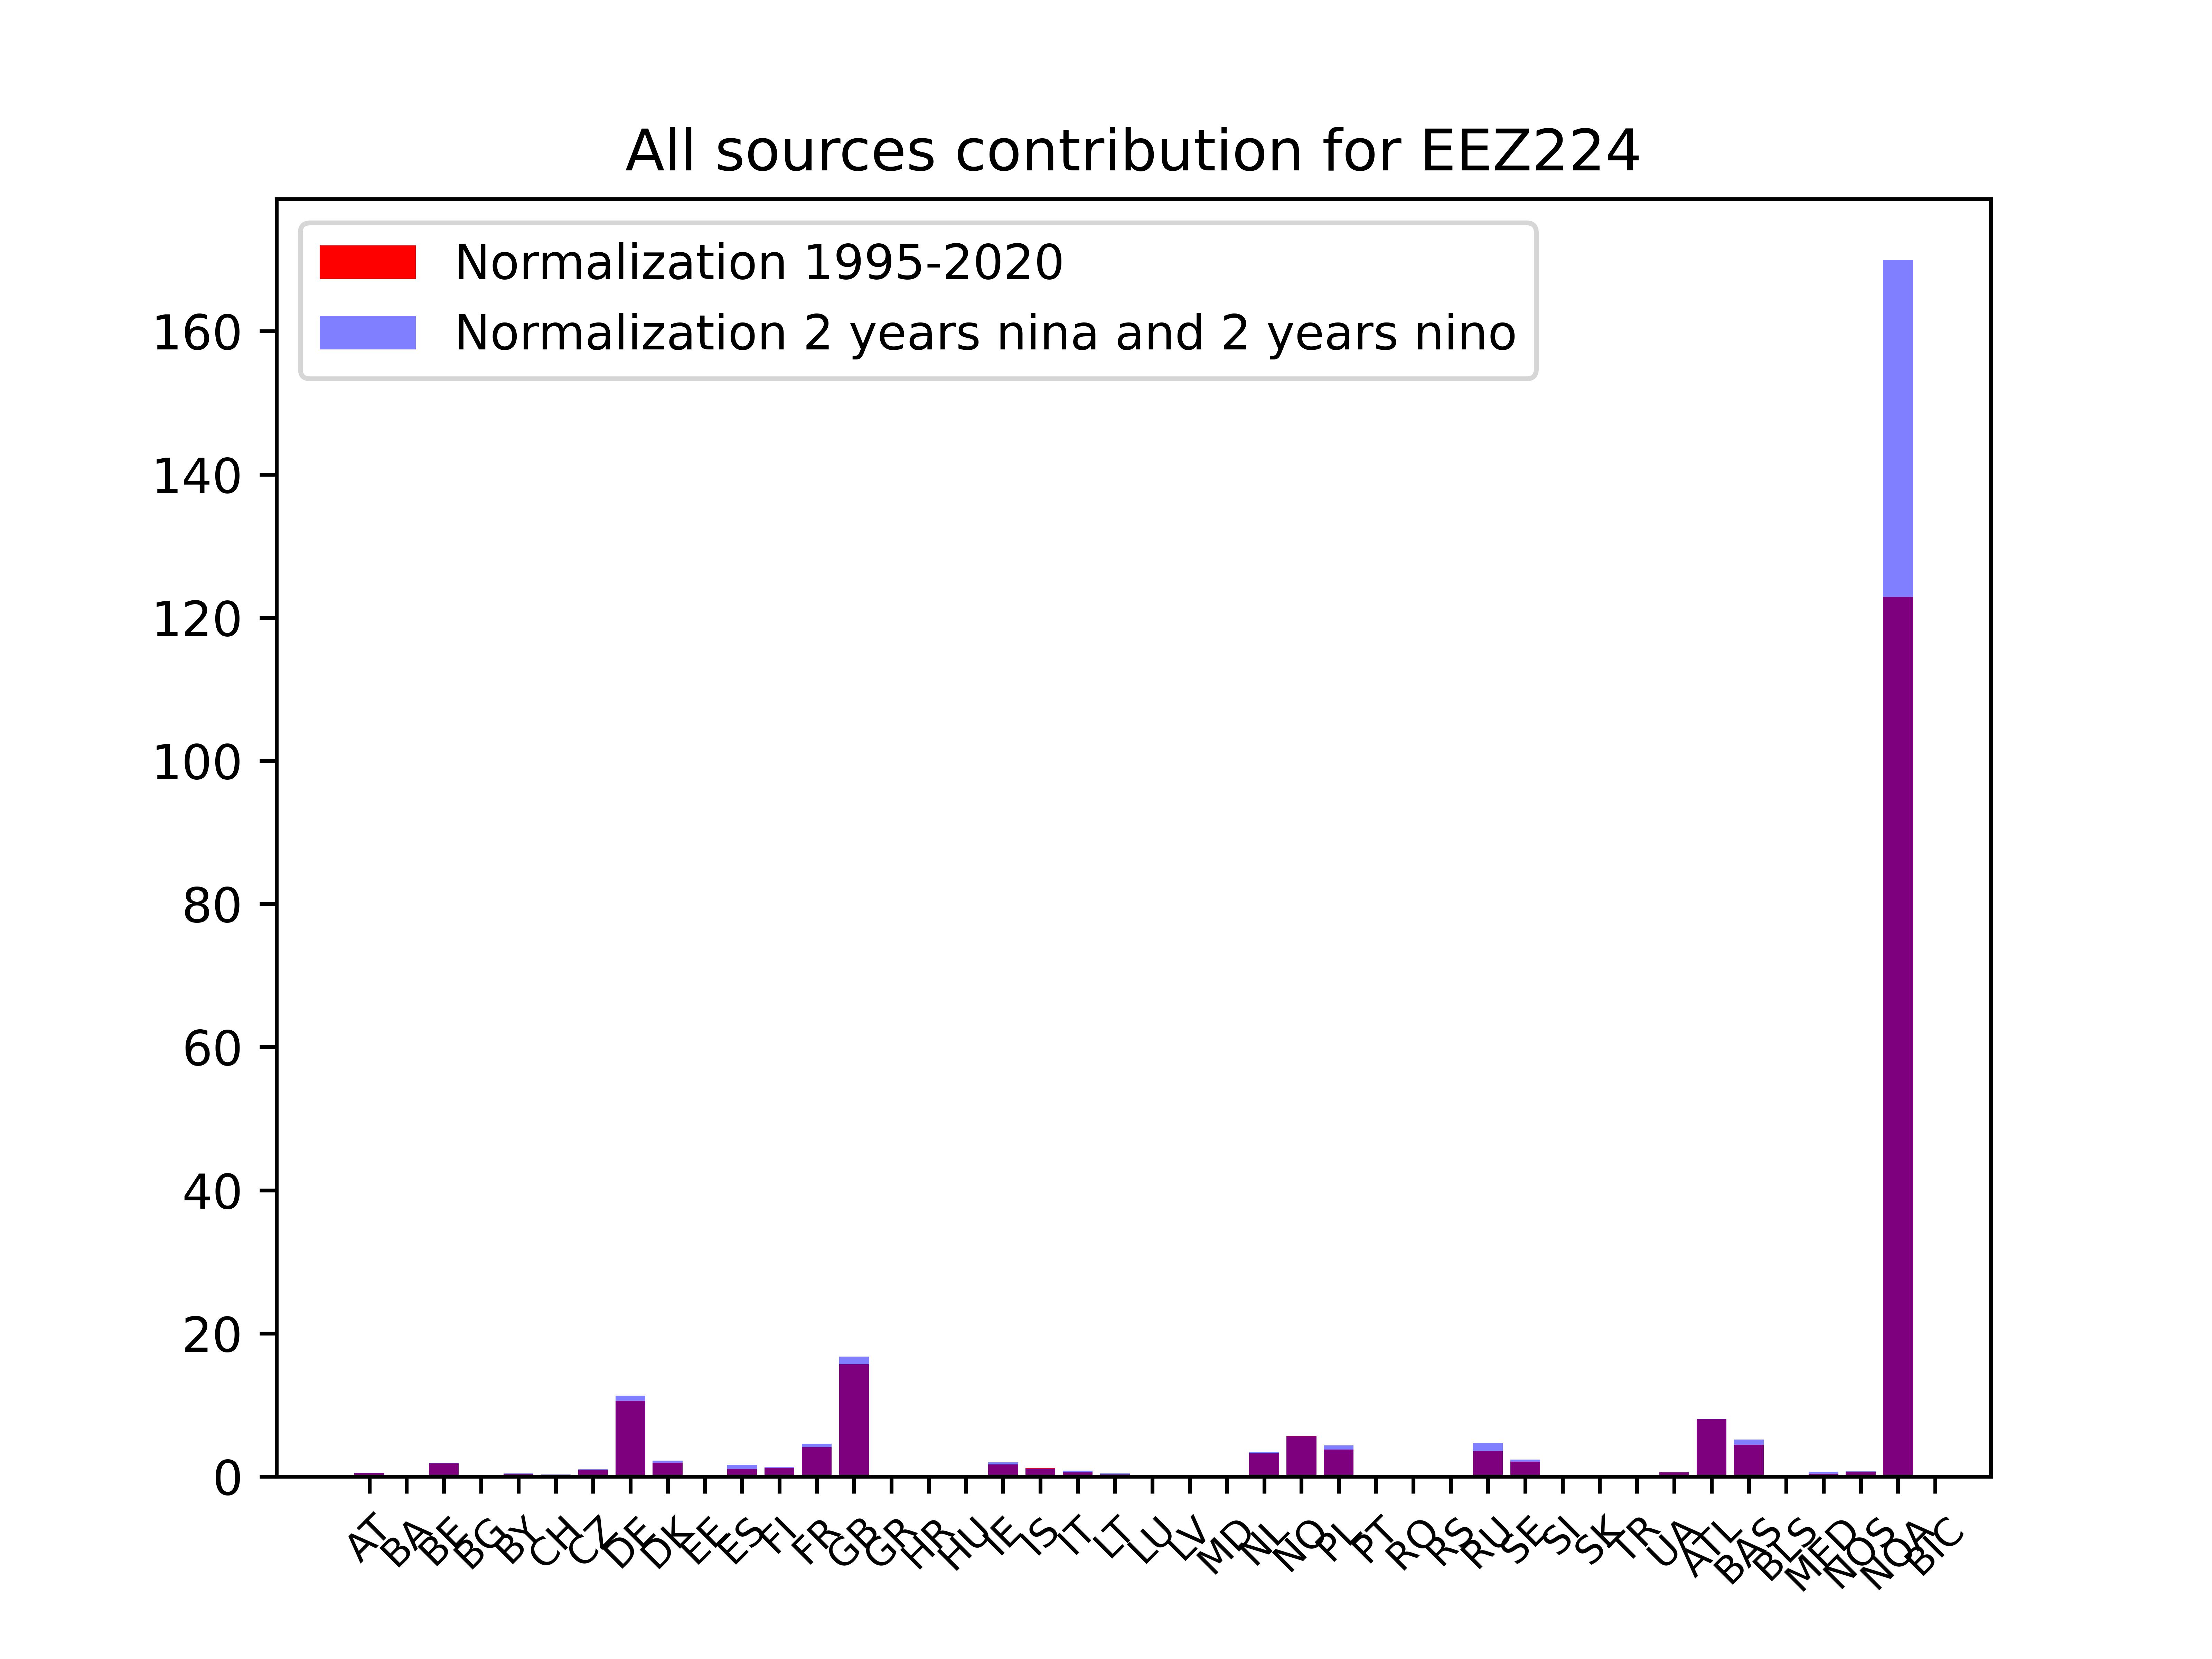 All sources contribution for EEZ224
Normalization 1995-2020
Normalization 2 years nina and 2 years nino
160
140
120
100
80
60
40
20
0
AT BA BE BG BY CH CZ DE DK EE ES FI FR GB GR HR HU IE IS IT LT LU LV MD NL NO PL PT RO RS RU SE SI SK TR UA ATL BAS BLS MED NOS NOA BIC